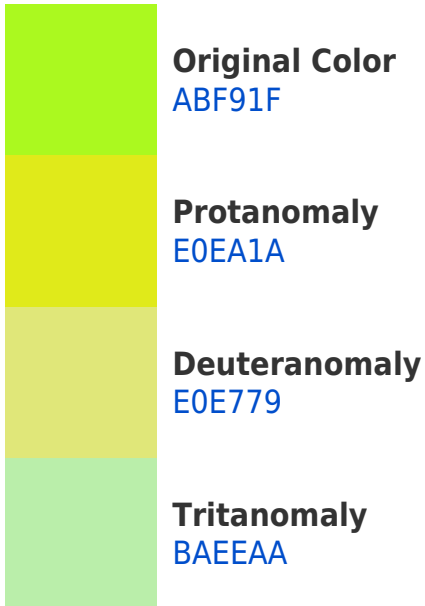 Original Color
ABF91F
Protanomaly
E0EA1A
Deuteranomaly
E0E779
Tritanomaly
BAEEAA